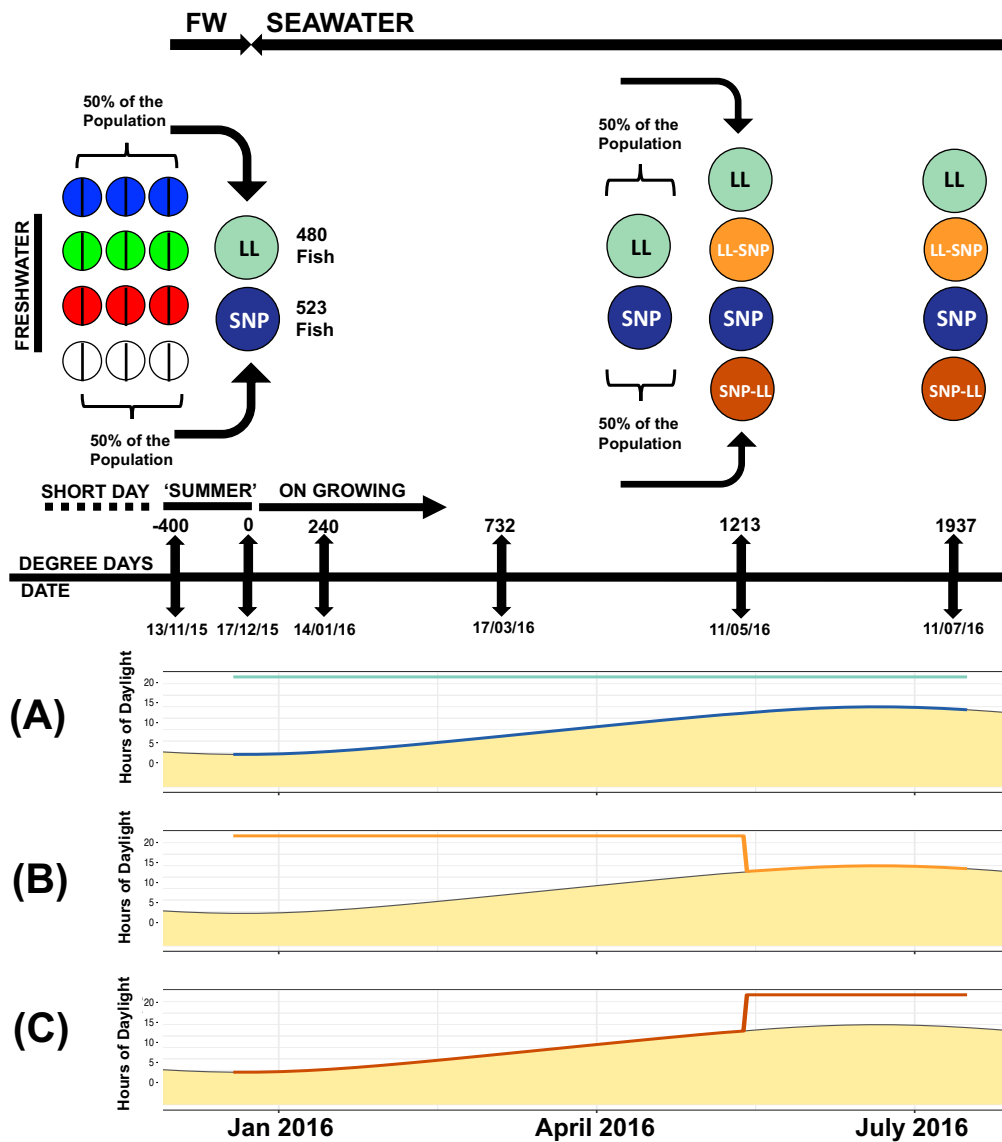 FW SEAWATER
50% of the
Population
50% of the
Population
FRESHWATER
LL
480
Fish
SNP
523
Fish
50% of the
Population
LL
SNP
50% of the
Population
LL
LL-SNP
SNP
SNP-LL
LL
LL-SNP
SNP
SNP-LL
50% of the
Population
SHORT DAY 'SUMMER' ON GROWING
-400 0 240 732 1213 1937
DEGREE DAYS
DATE
13/11/15 17/12/15 14/01/16 17/03/16 11/05/16 11/07/16
(A)
Hours of Daylight
20
15
10
5
0
(B)
Hours of Daylight
20
15
10
5
0
(C)
Hours of Daylight
20
15
10
5
0
Jan 2016 April 2016 July 2016